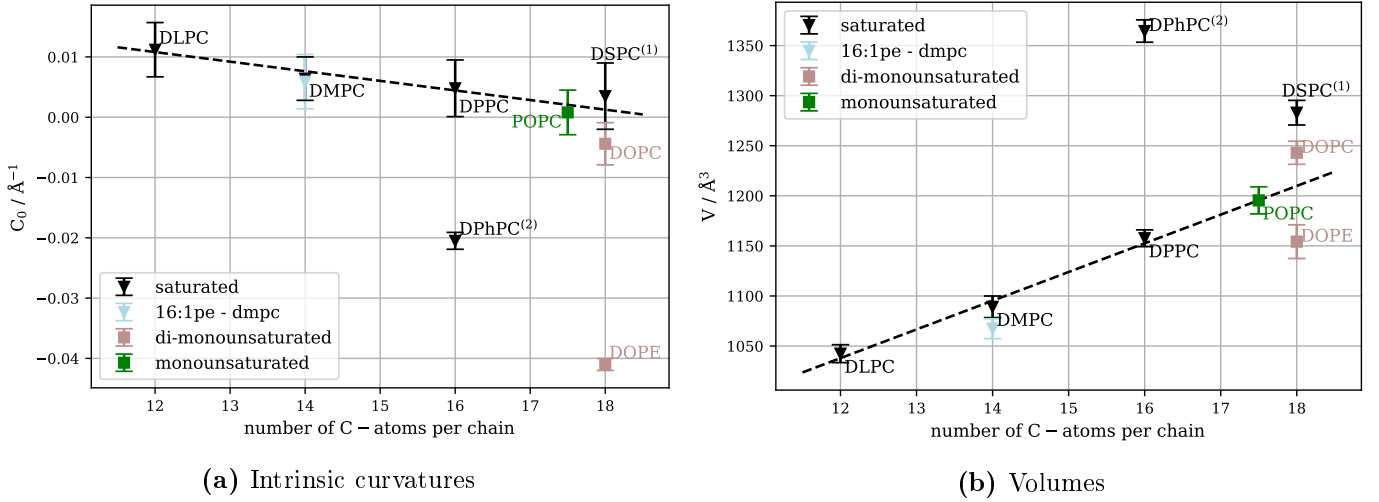 0.01
0.00
−0.01
−0.02
−0.03
−0.04
C₀ / Å⁻¹
DLPC
DMPC
DPPC
DSPC⁽¹⁾
POPC
DOPC
DPhPC⁽²⁾
DOPE
saturated
16:1pe - dmpc
di-monounsaturated
monounsaturated
12 13 14 15 16 17 18
number of C − atoms per chain
(a) Intrinsic curvatures
1350
1300
1250
1200
1150
1100
1050
V / Å³
saturated
16:1pe - dmpc
di-monounsaturated
monounsaturated
DPhPC⁽²⁾
DSPC⁽¹⁾
DOPC
POPC
DOPE
DPPC
DMPC
DLPC
12 13 14 15 16 17 18
number of C − atoms per chain
(b) Volumes